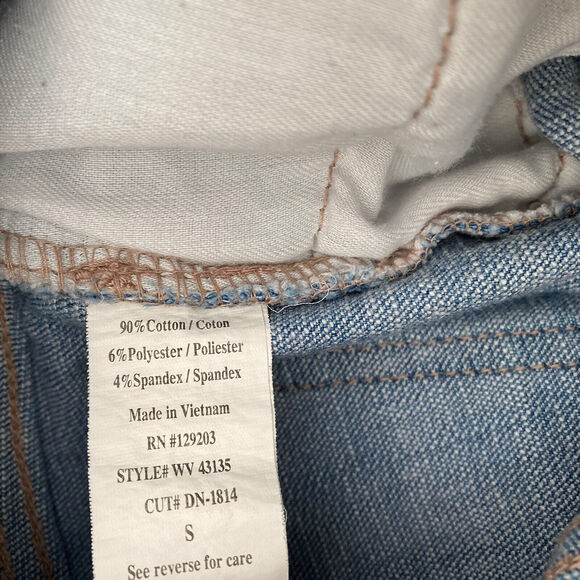 90% Cotton / Coton
6% Polyester / Poliester
4% Spandex / Spandex
Made in Vietnam
RN #129203
STYLE# WV 43135
CUT# DN-1814
S
See reverse for care